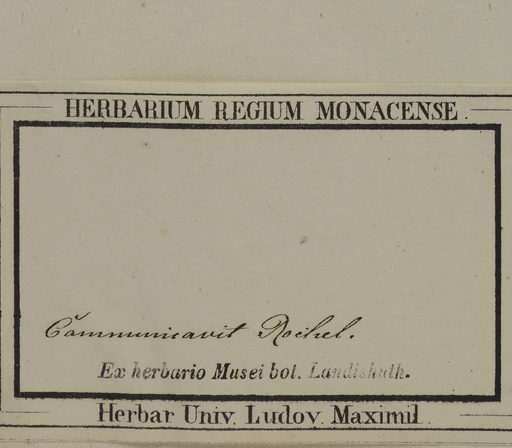 HERBARIUM REGIUM MONACENSE.
Communicavit Rochel.
Ex herbario Musei bot. Landishuth.
Herbar Univ. Ludov. Maximil.